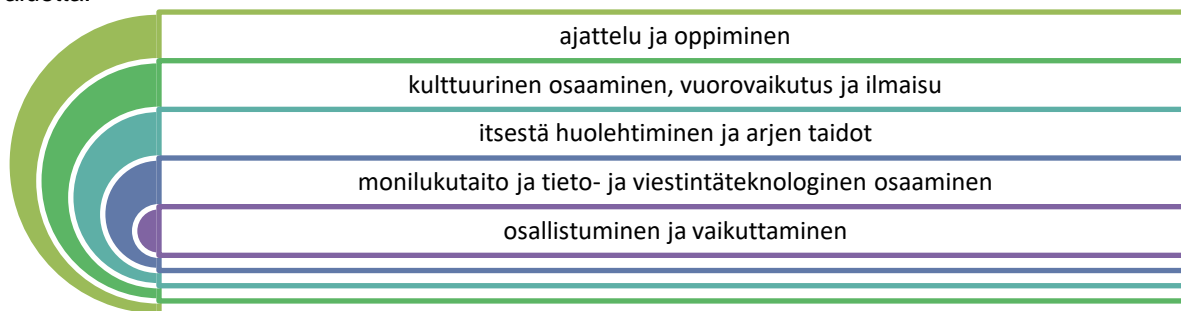 ajattelu ja oppiminen
kulttuurinen osaaminen, vuorovaikutus ja ilmaisu
itsestä huolehtiminen ja arjen taidot
monilukutaito ja tieto- ja viestintäteknologinen osaaminen
osallistuminen ja vaikuttaminen